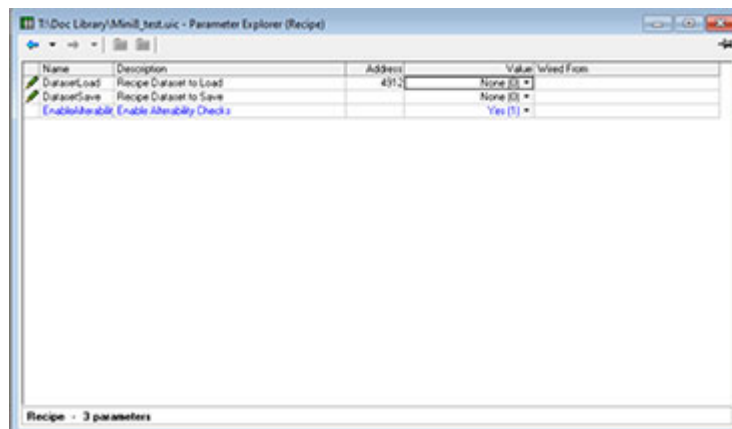 T:\Doc Library\Mini8_test.uic - Parameter Explorer (Recipe)
Name Description Address Value Wired From
DatasetLoad Recipe Dataset to Load 4912 None (0)
DatasetSave Recipe Dataset to Save None (0)
EnableAlterabilit Enable Alterability Checks Yes (1)
Recipe - 3 parameters